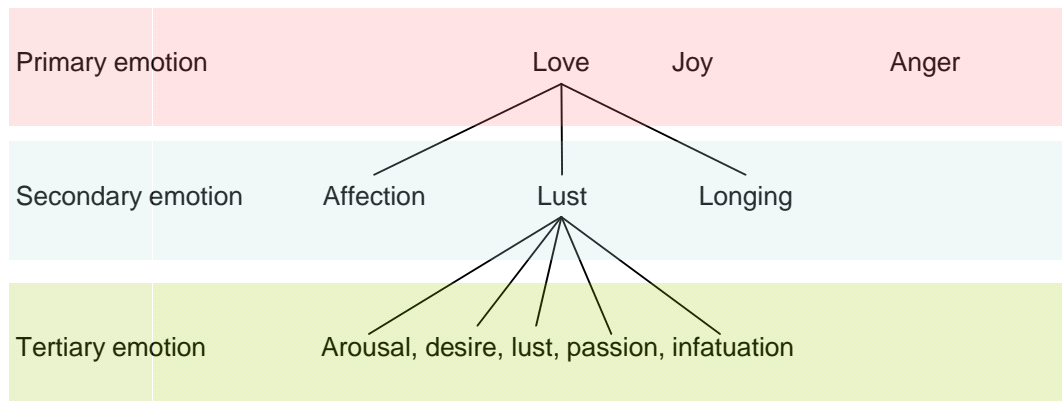 Primary emotion Love Joy Anger
Secondary emotion Affection Lust Longing
Tertiary emotion Arousal, desire, lust, passion, infatuation